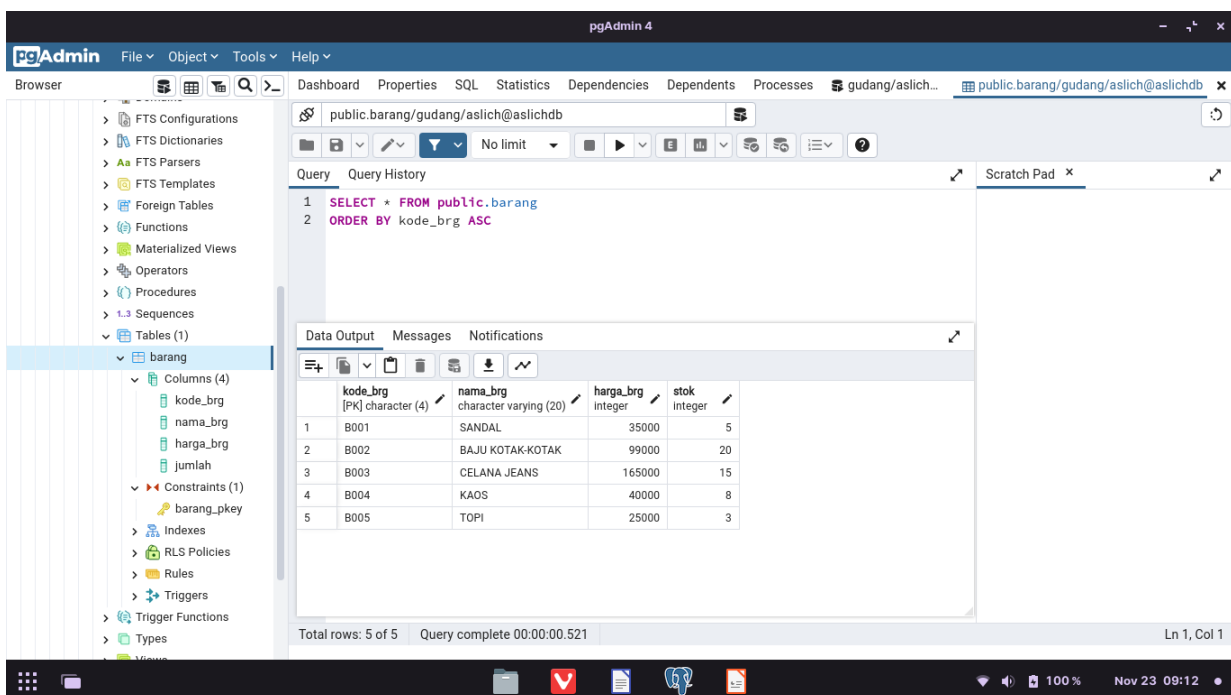 pgAdmin 4
pgAdmin File Object Tools Help
Browser
Dashboard Properties SQL Statistics Dependencies Dependents Processes gudang/aslich... public.barang/gudang/aslich@aslichdb
FTS Configurations
FTS Dictionaries
Aa FTS Parsers
FTS Templates
Foreign Tables
Functions
Materialized Views
Operators
Procedures
1..3 Sequences
Tables (1)
barang
Columns (4)
kode_brg
nama_brg
harga_brg
jumlah
Constraints (1)
barang_pkey
Indexes
RLS Policies
Rules
Triggers
Trigger Functions
Types
public.barang/gudang/aslich@aslichdb
No limit
E
Query Query History
Scratch Pad
1 SELECT * FROM public.barang
2 ORDER BY kode_brg ASC
Data Output Messages Notifications
kode_brg nama_brg harga_brg stok
[PK] character (4) character varying (20) integer integer
1 B001 SANDAL 35000 5
2 B002 BAJU KOTAK-KOTAK 99000 20
3 B003 CELANA JEANS 165000 15
4 B004 KAOS 40000 8
5 B005 TOPI 25000 3
Total rows: 5 of 5 Query complete 00:00:00.521 Ln 1, Col 1
100 % Nov 23 09:12